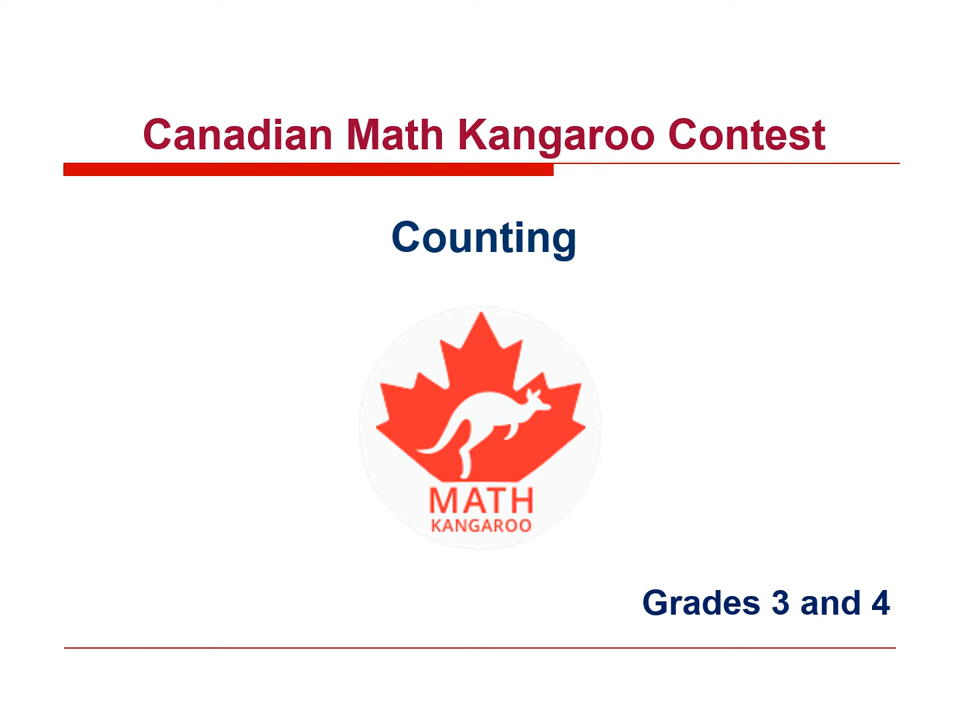 Canadian Math Kangaroo Contest
Counting
MATH
KANGAROO
Grades 3 and 4